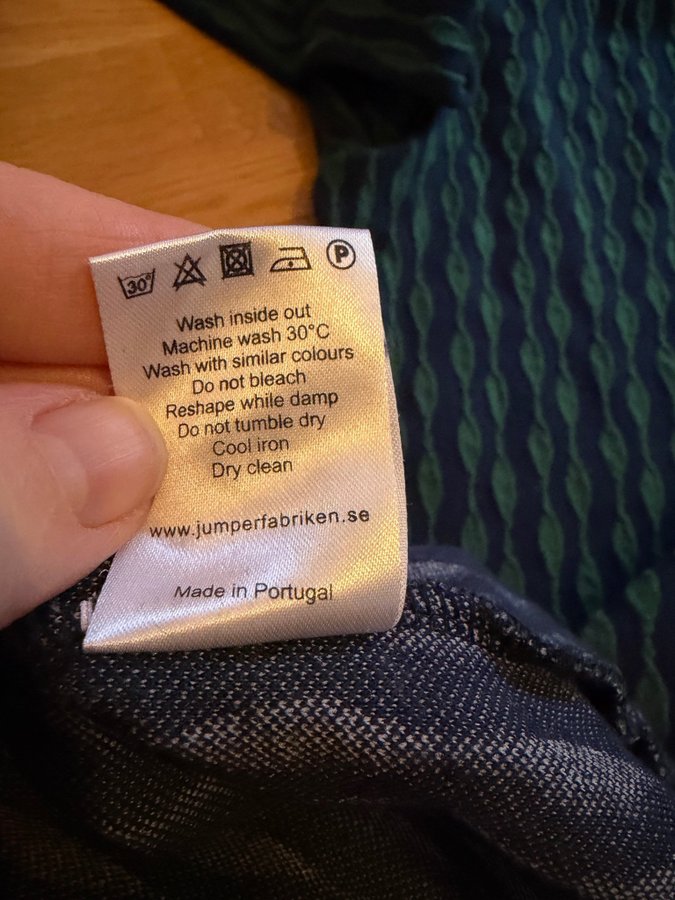 30° P
Wash inside out
Machine wash 30°C
Wash with similar colours
Do not bleach
Reshape while damp
Do not tumble dry
Cool iron
Dry clean
www.jumperfabriken.se
Made in Portugal